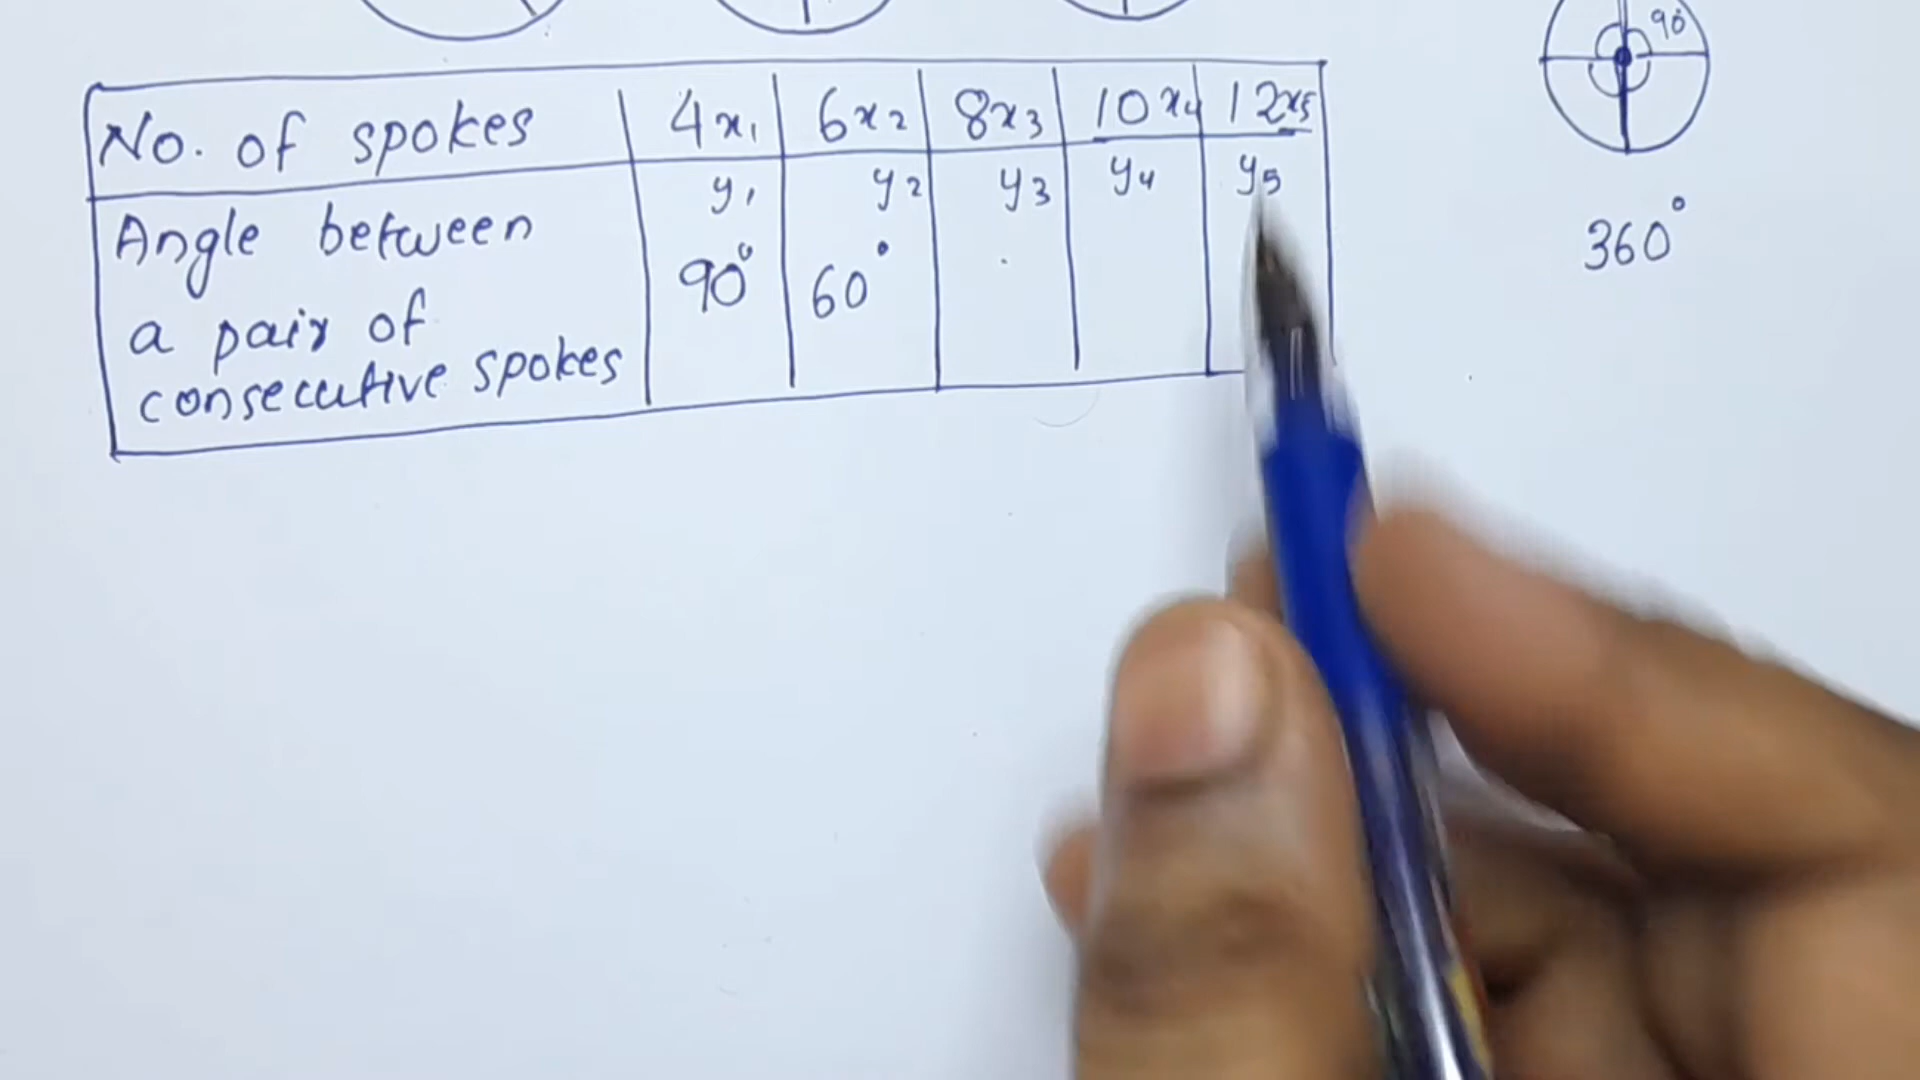 90°
No. of spokes 4x₁ 6x₂ 8x₃ 10x₄ 12x₅
y₁ y₂ y₃ y₄ y₅
Angle between
a pair of
consecutive spokes
90° 60°
360°